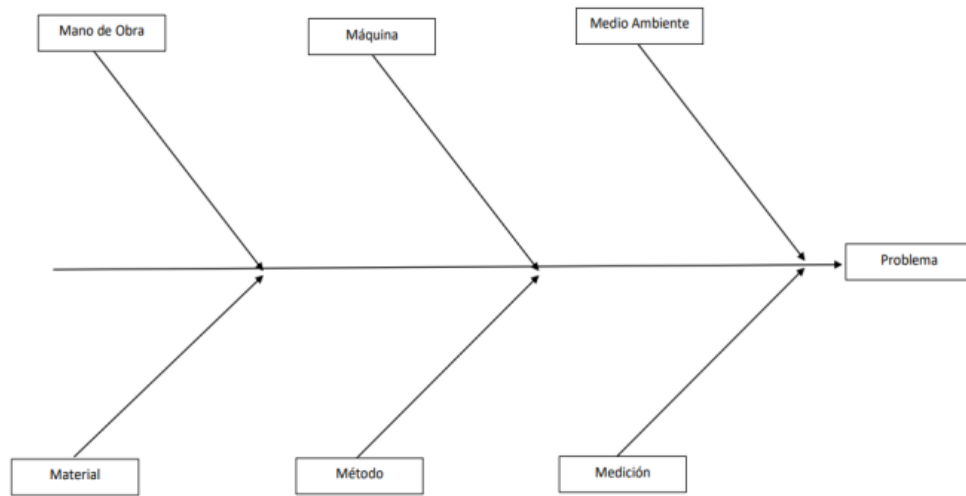 Mano de Obra
Máquina
Medio Ambiente
Problema
Material
Método
Medición